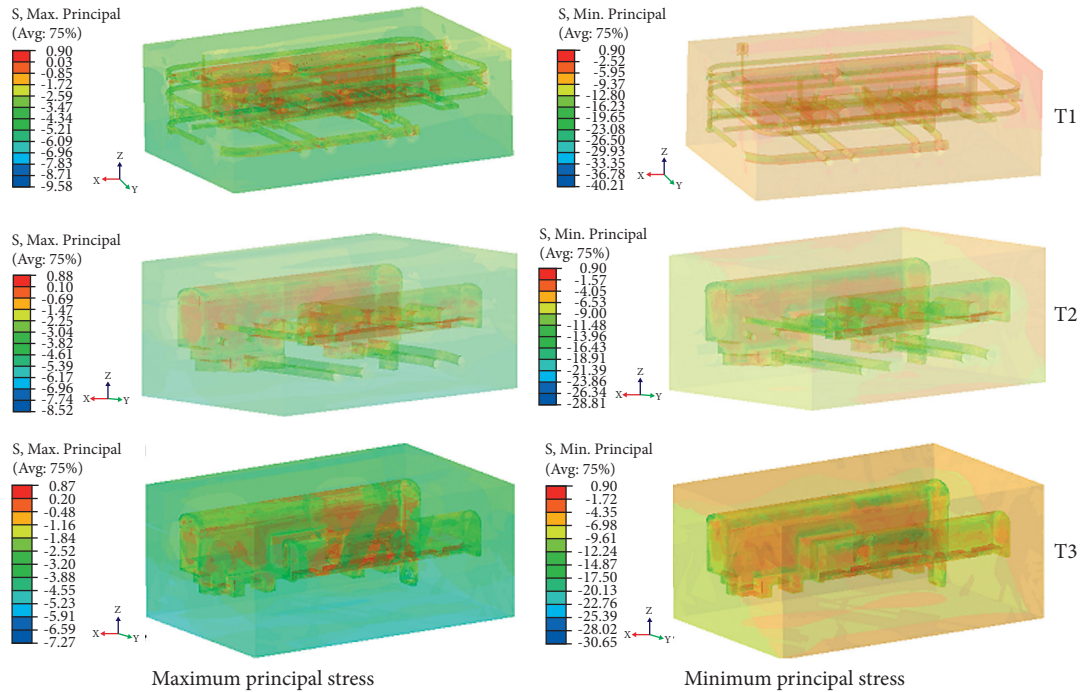 S, Max. Principal
(Avg: 75%)
0.90
0.03
-0.85
-1.72
-2.59
-3.47
-4.34
-5.21
-6.09
-6.96
-7.83
-8.71
-9.58
Z
X
Y
S, Min. Principal
(Avg: 75%)
0.90
-2.52
-5.95
-9.37
-12.80
-16.23
-19.65
-23.08
-26.50
-29.93
-33.35
-36.78
-40.21
Z
X
Y
T1
S, Max. Principal
(Avg: 75%)
0.88
0.10
-0.69
-1.47
-2.25
-3.04
-3.82
-4.61
-5.39
-6.17
-6.96
-7.74
-8.52
Z
X
Y
S, Min. Principal
(Avg: 75%)
0.90
-1.57
-4.05
-6.53
-9.00
-11.48
-13.96
-16.43
-18.91
-21.39
-23.86
-26.34
-28.81
Z
X
Y
T2
S, Max. Principal
(Avg: 75%)
0.87
0.20
-0.48
-1.16
-1.84
-2.52
-3.20
-3.88
-4.55
-5.23
-5.91
-6.59
-7.27
Z
X
Y
S, Min. Principal
(Avg: 75%)
0.90
-1.72
-4.35
-6.98
-9.61
-12.24
-14.87
-17.50
-20.13
-22.76
-25.39
-28.02
-30.65
Z
X
Y
T3
Maximum principal stress
Minimum principal stress